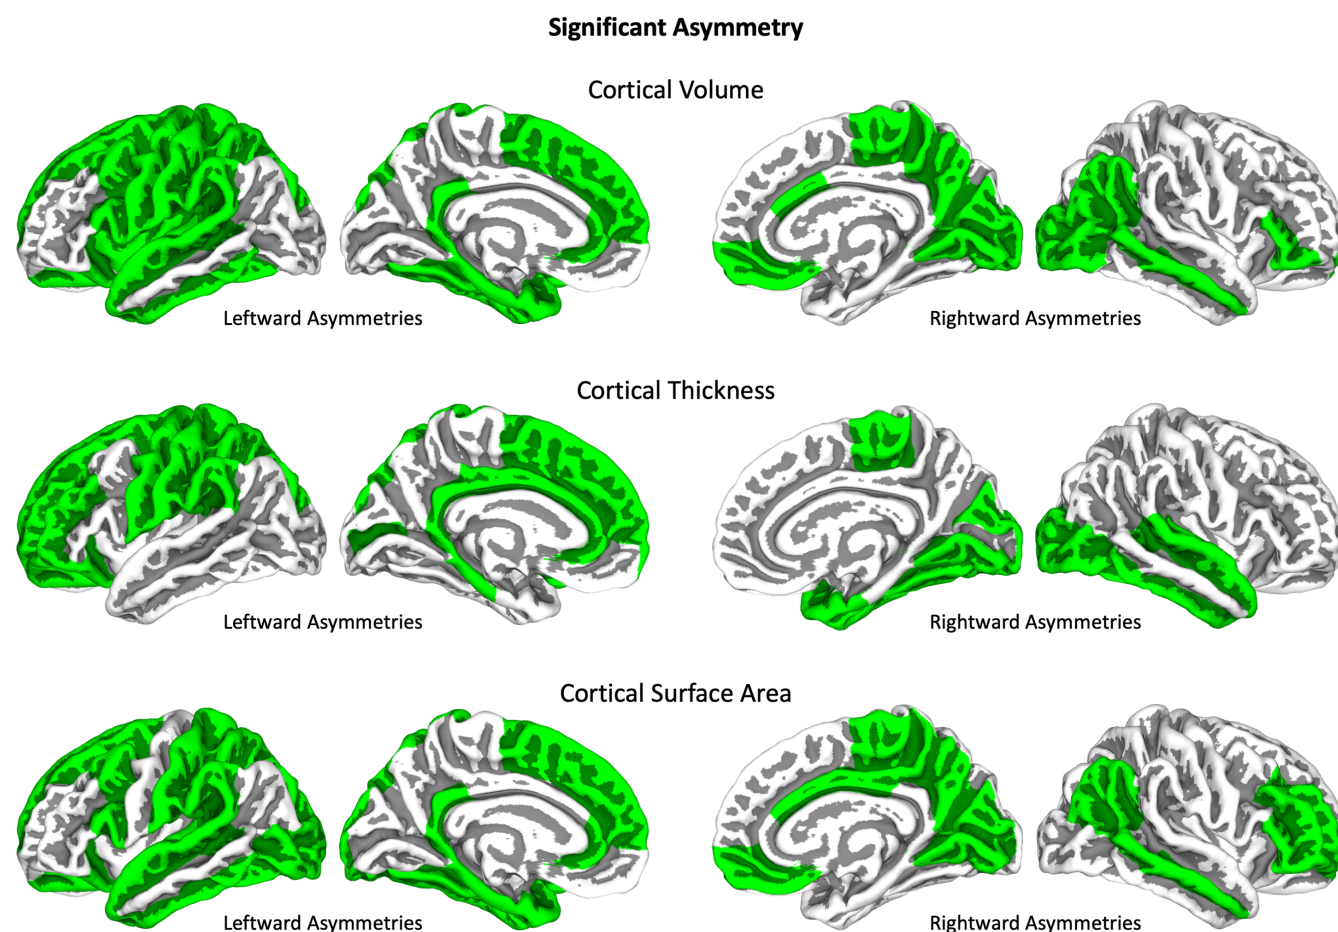 Significant Asymmetry
Cortical Volume
Leftward Asymmetries
Rightward Asymmetries
Cortical Thickness
Leftward Asymmetries
Rightward Asymmetries
Cortical Surface Area
Leftward Asymmetries
Rightward Asymmetries